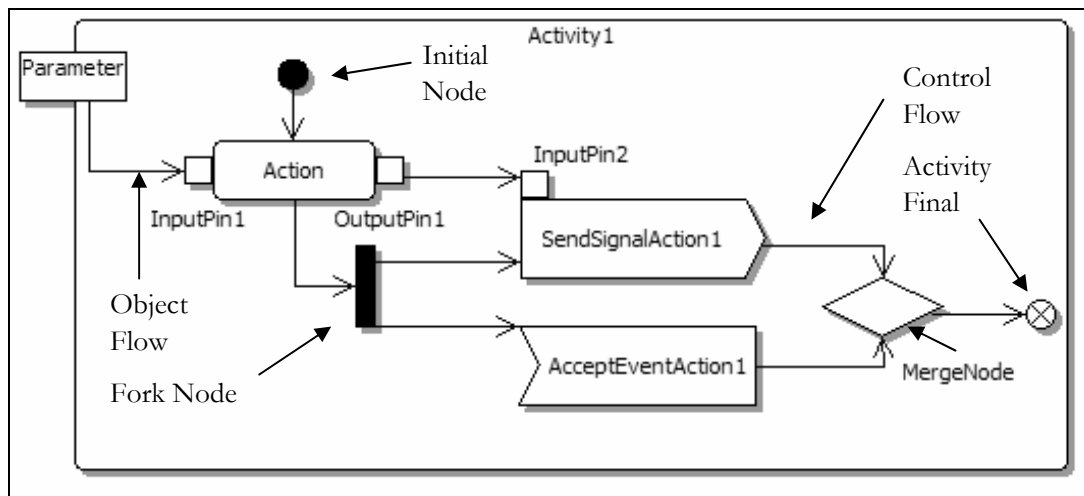 Activity1
Parameter
Initial
Node
Control
Flow
Action
InputPin2
Activity
Final
InputPin1
OutputPin1
SendSignalAction1
Object
Flow
Fork Node
AcceptEventAction1
MergeNode